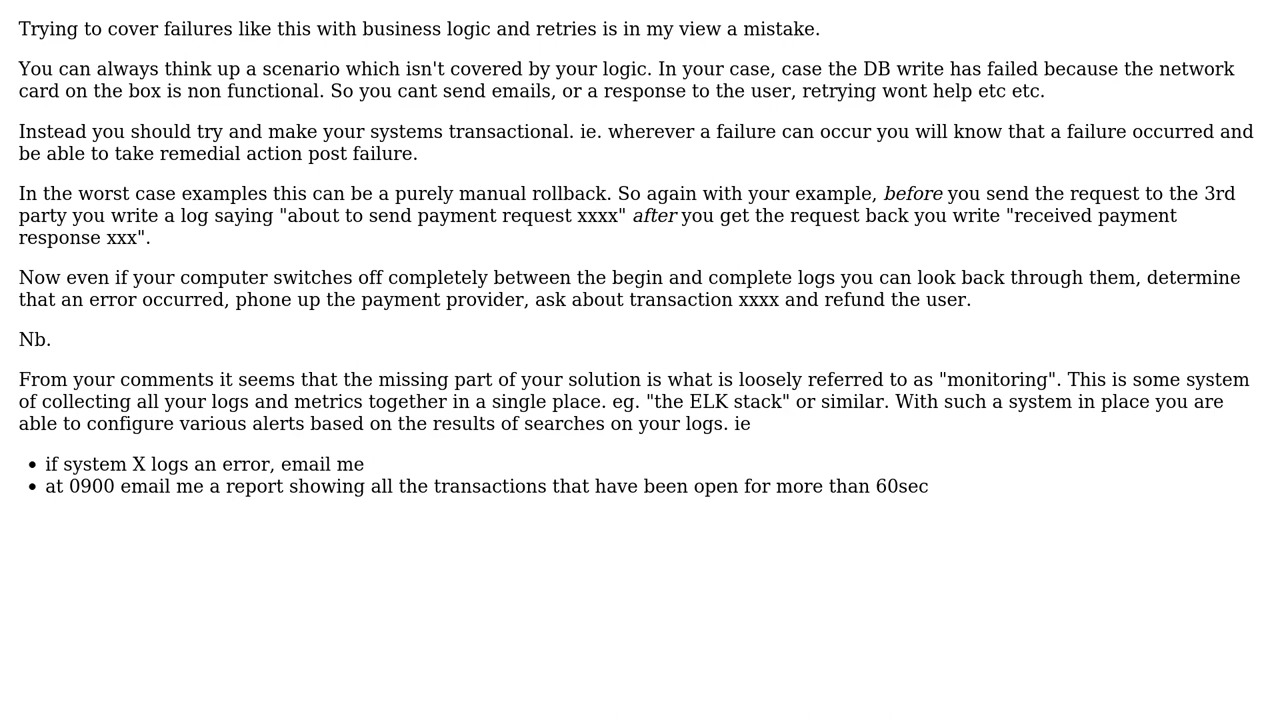 Trying to cover failures like this with business logic and retries is in my view a mistake.
You can always think up a scenario which isn't covered by your logic. In your case, case the DB write has failed because the network
card on the box is non functional. So you cant send emails, or a response to the user, retrying wont help etc etc.
Instead you should try and make your systems transactional. ie. wherever a failure can occur you will know that a failure occurred and
be able to take remedial action post failure.
In the worst case examples this can be a purely manual rollback. So again with your example, before you send the request to the 3rd
party you write a log saying "about to send payment request xxxx" after you get the request back you write "received payment
response xxx".
Now even if your computer switches off completely between the begin and complete logs you can look back through them, determine
that an error occurred, phone up the payment provider, ask about transaction xxxx and refund the user.
Nb.
From your comments it seems that the missing part of your solution is what is loosely referred to as "monitoring". This is some system
of collecting all your logs and metrics together in a single place. eg. "the ELK stack" or similar. With such a system in place you are
able to configure various alerts based on the results of searches on your logs. ie
• if system X logs an error, email me
• at 0900 email me a report showing all the transactions that have been open for more than 60sec